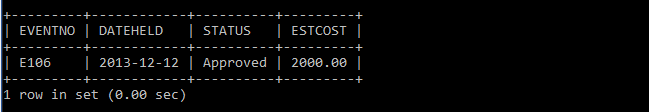 +---------+------------+----------+---------+
| EVENTNO | DATEHELD   | STATUS   | ESTCOST |
+---------+------------+----------+---------+
| E106    | 2013-12-12 | Approved | 2000.00 |
+---------+------------+----------+---------+
1 row in set (0.00 sec)